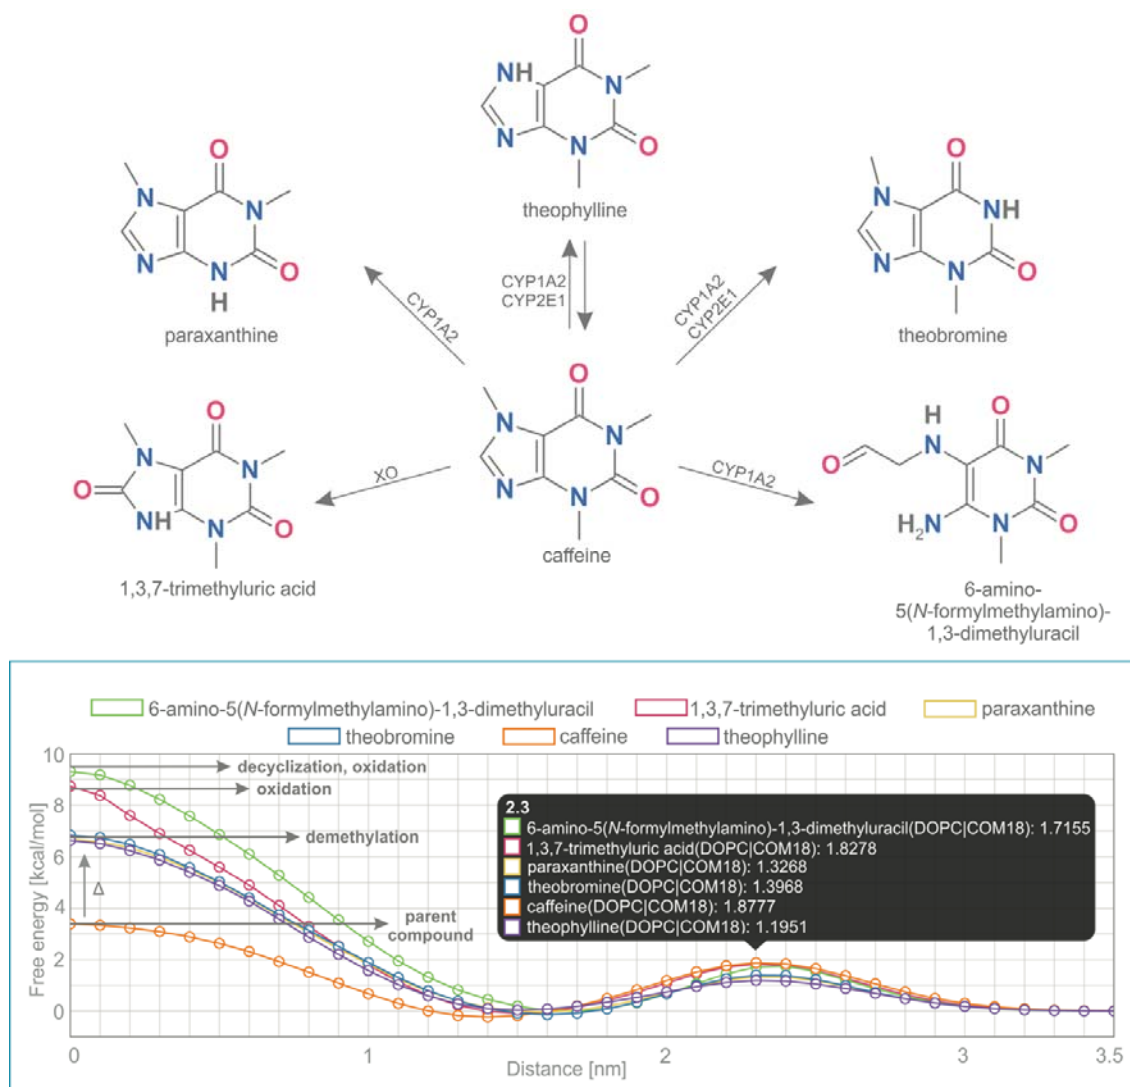 O
NH
N
N
N
O
theophylline
O
N
N
N
NH
O
paraxanthine
O
N
NH
N
N
O
theobromine
CYP1A2
CYP2E1
CYP1A2
CYP1A2
CYP2E1
O
N
N
N
N
O
caffeine
O
N
N
O
NH
N
O
1,3,7-trimethyluric acid
XO
CYP1A2
H
N
O
O
N
H2N
N
O
6-amino-
5(N-formylmethylamino)-
1,3-dimethyluracil
6-amino-5(N-formylmethylamino)-1,3-dimethyluracil 1,3,7-trimethyluric acid paraxanthine
theobromine caffeine theophylline
Free energy [kcal/mol]
10
8
6
4
2
0
decyclization, oxidation
oxidation
demethylation
Δ
parent
compound
2.3
6-amino-5(N-formylmethylamino)-1,3-dimethyluracil(DOPC|COM18): 1.7155
1,3,7-trimethyluric acid(DOPC|COM18): 1.8278
paraxanthine(DOPC|COM18): 1.3268
theobromine(DOPC|COM18): 1.3968
caffeine(DOPC|COM18): 1.8777
theophylline(DOPC|COM18): 1.1951
0 1 2 3 3.5
Distance [nm]